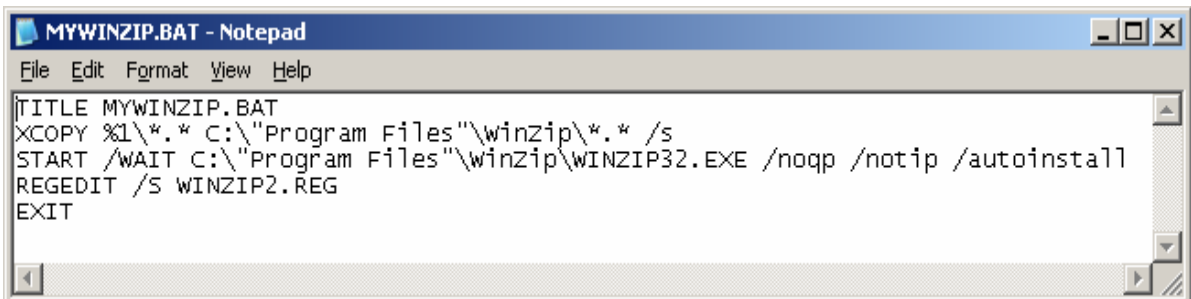 MYWINZIP.BAT - Notepad
File Edit Format View Help
TITLE MYWINZIP.BAT
XCOPY %1\*.* C:\"Program Files"\WinZip\*.* /s
START /WAIT C:\"Program Files"\WinZip\WINZIP32.EXE /noqp /notip /autoinstall
REGEDIT /S WINZIP2.REG
EXIT